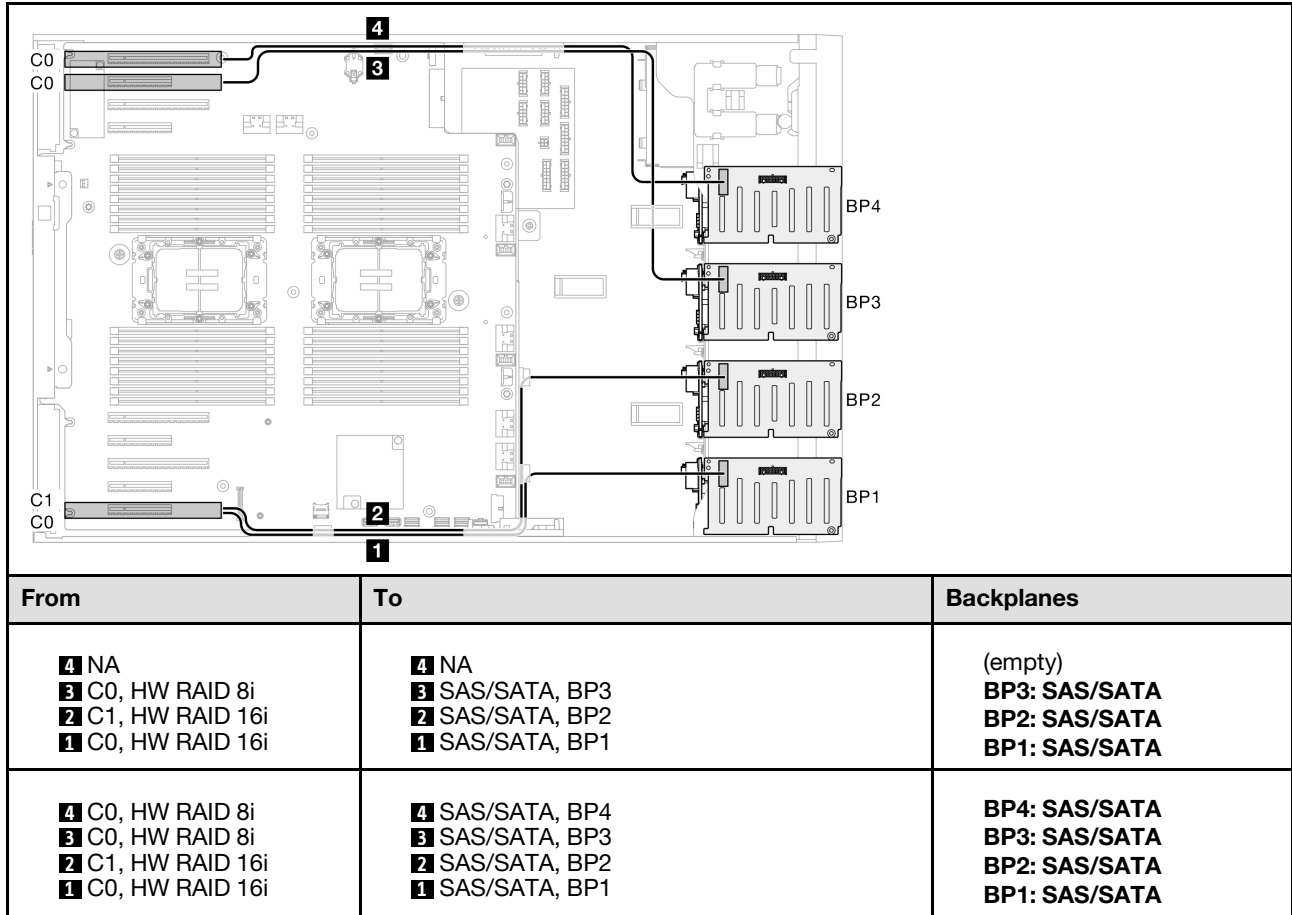 4
C0
3
C0
BP4
BP3
BP2
BP1
C1
2
C0
1
From To Backplanes
4 NA 4 NA (empty)
3 C0, HW RAID 8i 3 SAS/SATA, BP3 BP3: SAS/SATA
2 C1, HW RAID 16i 2 SAS/SATA, BP2 BP2: SAS/SATA
1 C0, HW RAID 16i 1 SAS/SATA, BP1 BP1: SAS/SATA
4 C0, HW RAID 8i 4 SAS/SATA, BP4 BP4: SAS/SATA
3 C0, HW RAID 8i 3 SAS/SATA, BP3 BP3: SAS/SATA
2 C1, HW RAID 16i 2 SAS/SATA, BP2 BP2: SAS/SATA
1 C0, HW RAID 16i 1 SAS/SATA, BP1 BP1: SAS/SATA